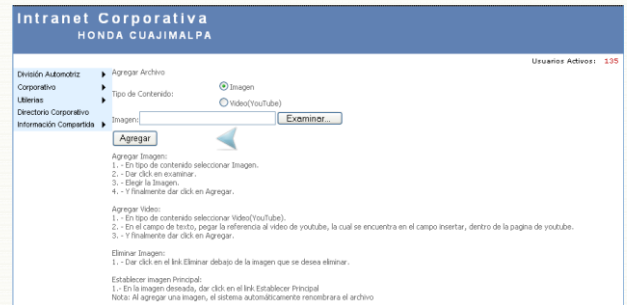 Intranet Corporativa
HONDA CUAJIMALPA
Usuarios Activos: 135
División Automotriz
Corporativo
Utilerias
Directorio Corporativo
Información Compartida
Agregar Archivo
Tipo de Contenido:
Imagen
Video(YouTube)
Imagen:
Examinar...
Agregar
Agregar Imagen:
1. - En tipo de contenido seleccionar Imagen.
2. - Dar click en examinar.
3. - Elegir la Imagen.
4. - Y finalmente dar click en Agregar.
Agregar Video:
1. - En tipo de contenido seleccionar Video(YouTube).
2. - En el campo de texto, pegar la referencia al video de youtube, la cual se encuentra en el campo insertar, dentro de la pagina de youtube.
3. - Y finalmente dar click en Agregar.
Eliminar Imagen:
1. - Dar click en el link Eliminar debajo de la imagen que se desea eliminar.
Establecer imagen Principal:
1.- En la imagen deseada, dar click en el link Establecer Principal
Nota: Al agregar una imagen, el sistema automáticamente renombrara el archivo